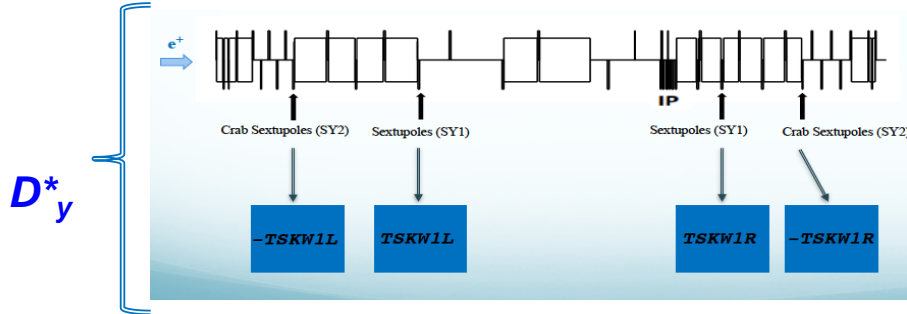 e+
IP
Crab Sextupoles (SY2) Sextupoles (SY1) Sextupoles (SY1) Crab Sextupoles (SY2)
D*y
-TSKW1L TSKW1L TSKW1R -TSKW1R